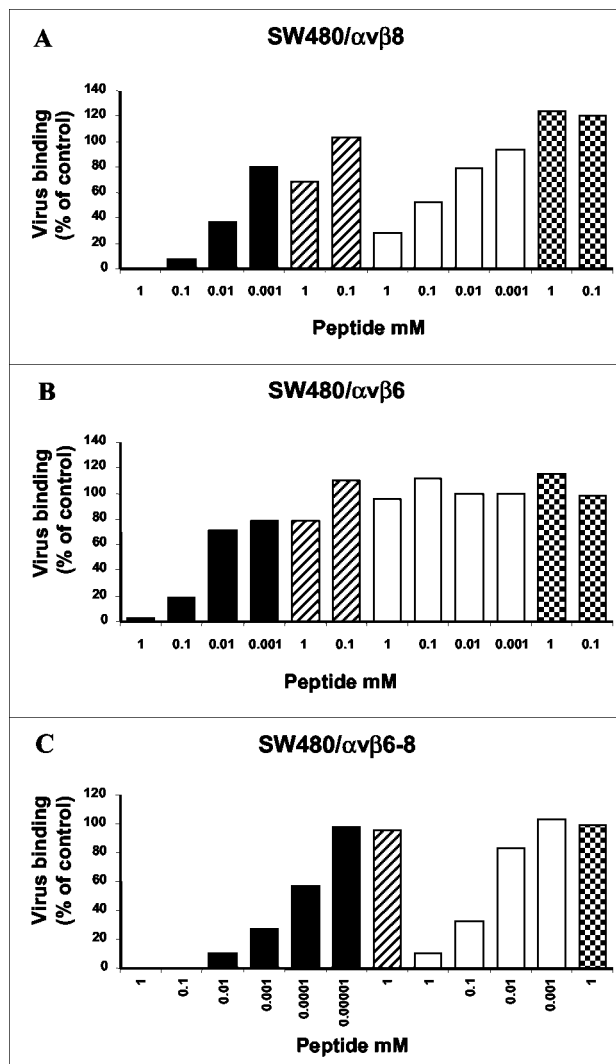 A
SW480/αvβ8
Virus binding
(% of control)
140
120
100
80
60
40
20
0
1 0.1 0.01 0.001 1 0.1 1 0.1 0.01 0.001 1 0.1
Peptide mM
B
SW480/αvβ6
Virus binding
(% of control)
140
120
100
80
60
40
20
0
1 0.1 0.01 0.001 1 0.1 1 0.1 0.01 0.001 1 0.1
Peptide mM
C
SW480/αvβ6-8
Virus binding
(% of control)
120
100
80
60
40
20
0
1 0.1 0.01 0.001 0.0001 0.00001 1 1 0.1 0.01 0.001 1
Peptide mM